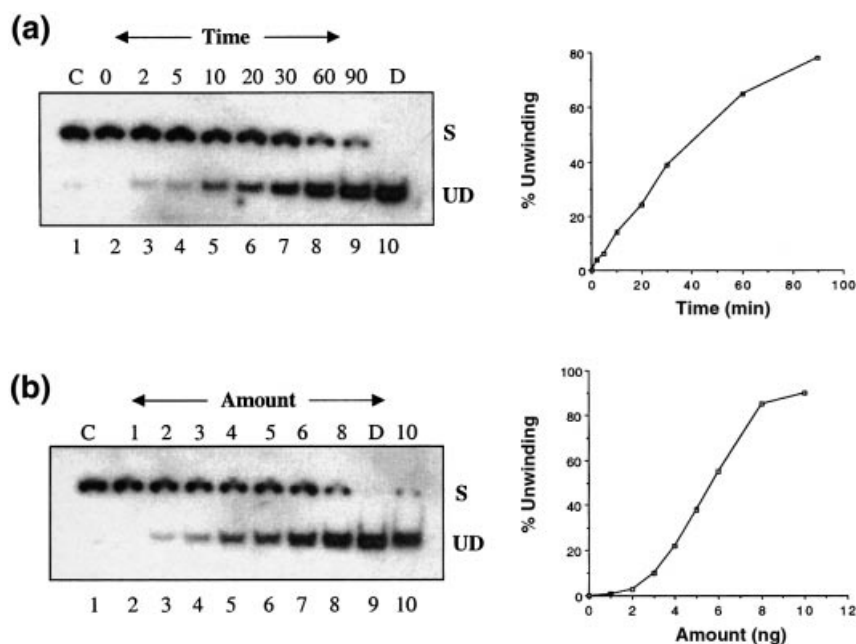 (a)
Time
C 0 2 5 10 20 30 60 90 D
S
UD
1 2 3 4 5 6 7 8 9 10
% Unwinding
80
60
40
20
0
0 20 40 60 80 100
Time (min)
(b)
Amount
C 1 2 3 4 5 6 8 D 10
S
UD
1 2 3 4 5 6 7 8 9 10
% Unwinding
100
80
60
40
20
0
0 2 4 6 8 10 12
Amount (ng)